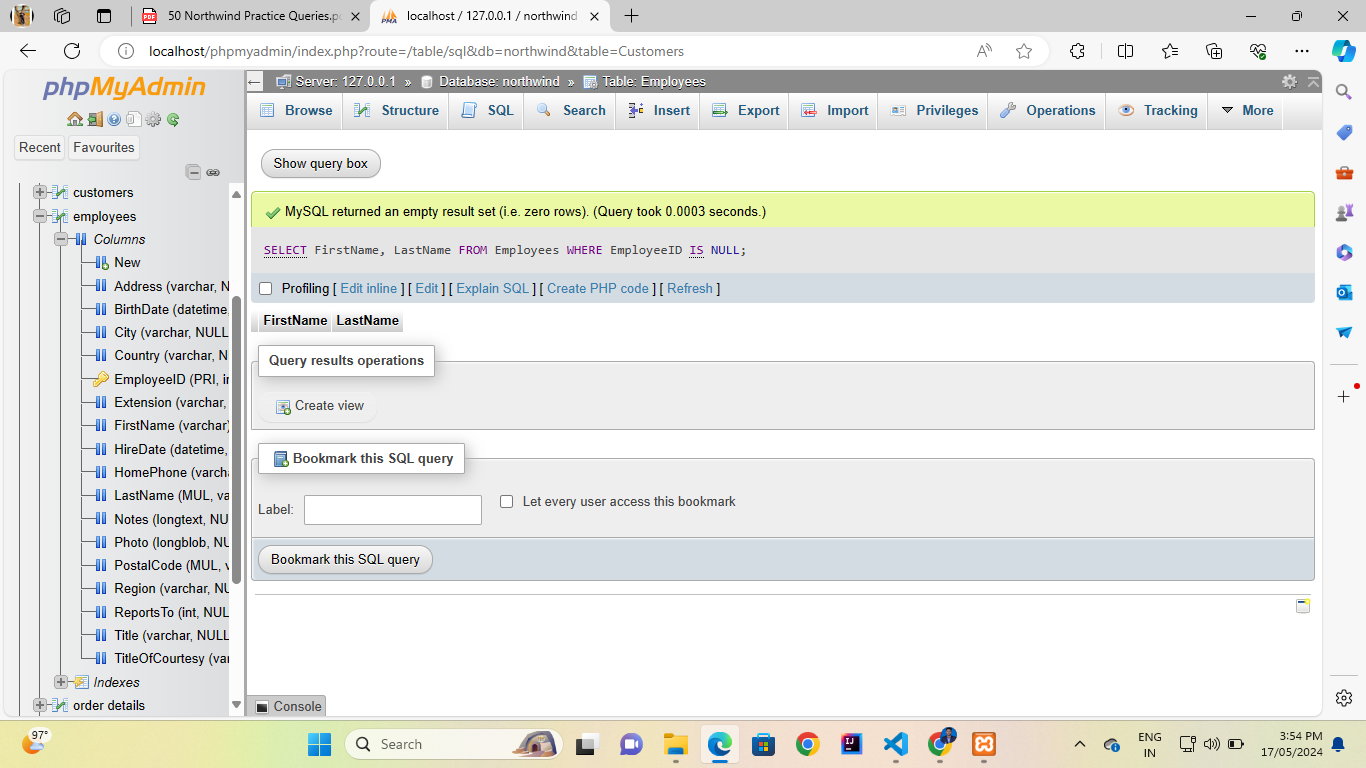 50 Northwind Practice Queries.pd
localhost / 127.0.0.1 / northwind
localhost/phpmyadmin/index.php?route=/table/sql&db=northwind&table=Customers
phpMyAdmin
Recent
Favourites
customers
employees
Columns
New
Address (varchar, N
BirthDate (datetime,
City (varchar, NULL
Country (varchar, N
EmployeeID (PRI, in
Extension (varchar,
FirstName (varchar)
HireDate (datetime,
HomePhone (varcha
LastName (MUL, va
Notes (longtext, NU
Photo (longblob, NU
PostalCode (MUL, v
Region (varchar, NU
ReportsTo (int, NUL
Title (varchar, NULL
TitleOfCourtesy (var
Indexes
order details
Server: 127.0.0.1 » Database: northwind » Table: Employees
Browse Structure SQL Search Insert Export Import Privileges Operations Tracking More
Show query box
MySQL returned an empty result set (i.e. zero rows). (Query took 0.0003 seconds.)
SELECT FirstName, LastName FROM Employees WHERE EmployeeID IS NULL;
Profiling [ Edit inline ] [ Edit ] [ Explain SQL ] [ Create PHP code ] [ Refresh ]
FirstName LastName
Query results operations
Create view
Bookmark this SQL query
Label:
Let every user access this bookmark
Bookmark this SQL query
Console
97°
Search
ENG
IN
3:54 PM
17/05/2024